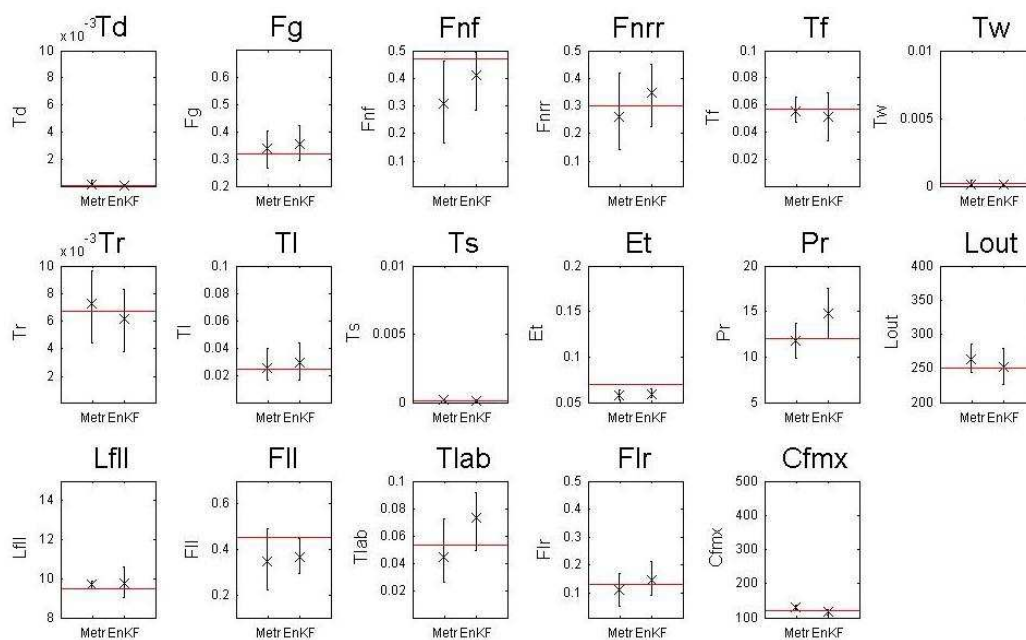 Td
x 10^-3
10
8
6
4
2
Td
Metr EnKF
Fg
0.6
0.5
0.4
0.3
0.2
Fg
Metr EnKF
Fnf
0.5
0.4
0.3
0.2
0.1
Fnf
Metr EnKF
Fnrr
0.5
0.4
0.3
0.2
0.1
Fnrr
Metr EnKF
Tf
0.1
0.08
0.06
0.04
0.02
Tf
Metr EnKF
Tw
0.01
0.005
0
Tw
Metr EnKF
Tr
x 10^-3
10
8
6
4
2
Tr
Metr EnKF
Tl
0.1
0.08
0.06
0.04
0.02
Tl
Metr EnKF
Ts
0.01
0.005
0
Ts
Metr EnKF
Et
0.2
0.15
0.1
0.05
Et
Metr EnKF
Pr
20
15
10
5
Pr
Metr EnKF
Lout
400
350
300
250
200
Lout
Metr EnKF
Lfll
14
12
10
8
Lfll
Metr EnKF
Fll
0.6
0.4
0.2
Fll
Metr EnKF
Tlab
0.1
0.08
0.06
0.04
0.02
Tlab
Metr EnKF
Flr
0.5
0.4
0.3
0.2
0.1
Flr
Metr EnKF
Cfmx
500
400
300
200
100
Cfmx
Metr EnKF